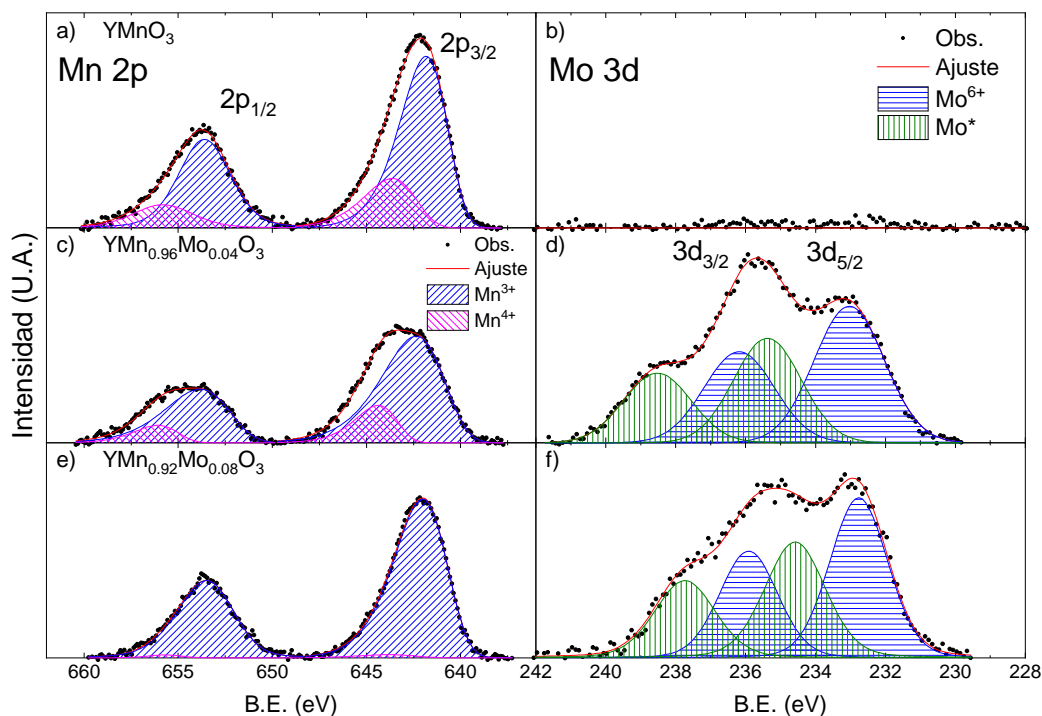 a) YMnO₃
Mn 2p
2p₁/₂
2p₃/₂
b)
Mo 3d
Obs.
Ajuste
Mo⁶⁺
Mo*
c) YMn₀.₉₆Mo₀.₀₄O₃
Obs.
Ajuste
Mn³⁺
Mn⁴⁺
d)
3d₃/₂
3d₅/₂
e) YMn₀.₉₂Mo₀.₀₈O₃
f)
Intensidad (U.A.)
660 655 650 645 640
242 240 238 236 234 232 230 228
B.E. (eV)
B.E. (eV)